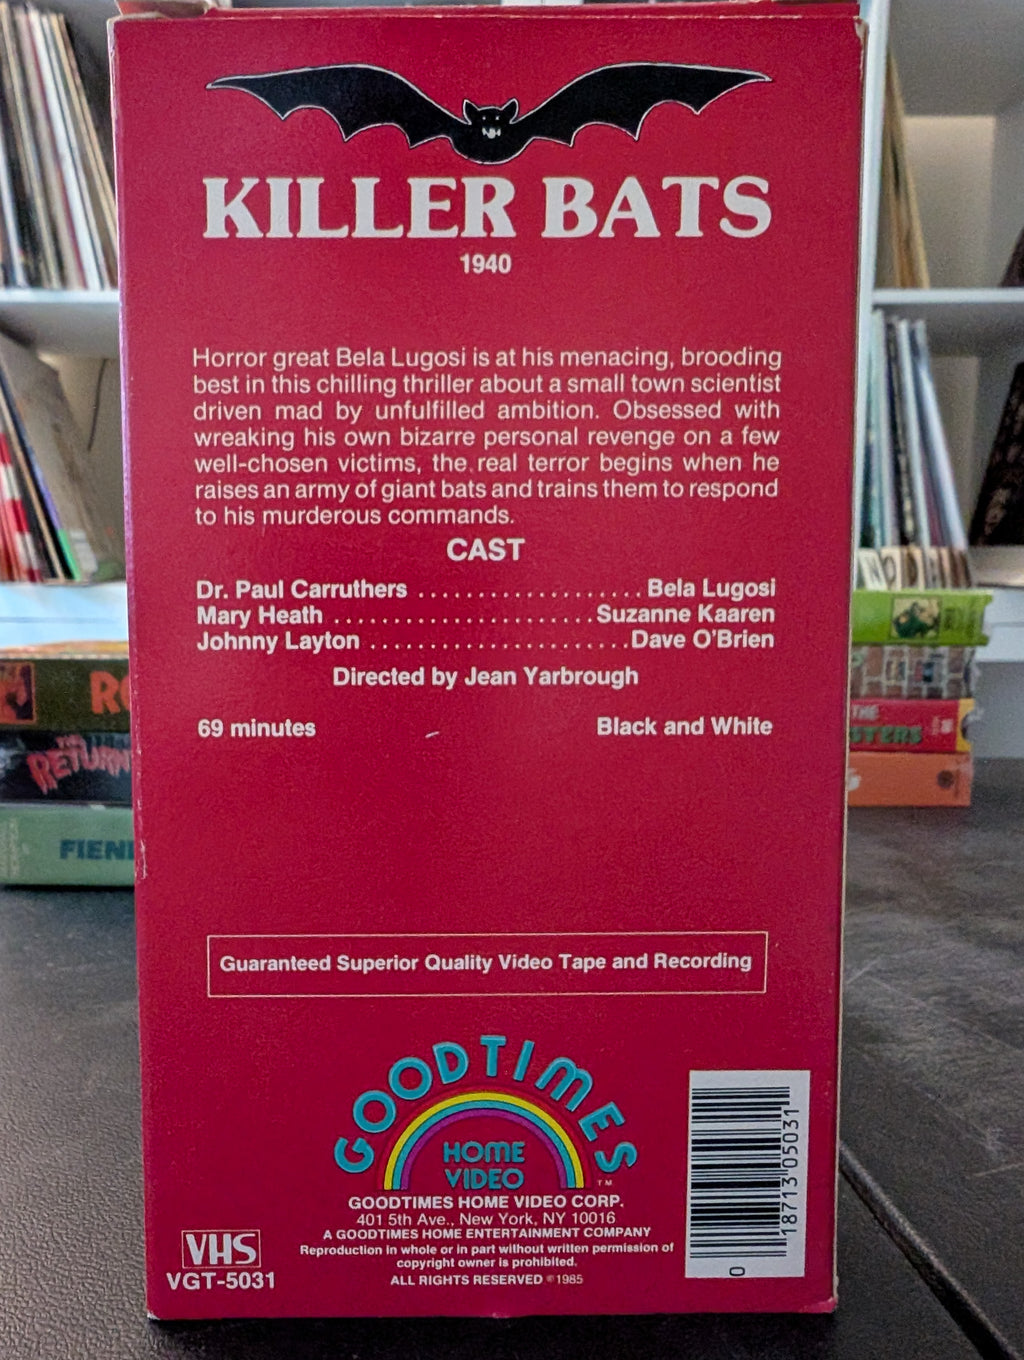 KILLER BATS
1940
Horror great Bela Lugosi is at his menacing, brooding
best in this chilling thriller about a small town scientist
driven mad by unfulfilled ambition. Obsessed with
wreaking his own bizarre personal revenge on a few
well-chosen victims, the real terror begins when he
raises an army of giant bats and trains them to respond
to his murderous commands.
CAST
Dr. Paul Carruthers .................... Bela Lugosi
Mary Heath ....................... Suzanne Kaaren
Johnny Layton ....................... Dave O'Brien
Directed by Jean Yarbrough
69 minutes Black and White
Guaranteed Superior Quality Video Tape and Recording
GOODTIMES
HOME
VIDEO
TM
GOODTIMES HOME VIDEO CORP.
401 5th Ave., New York, NY 10016
A GOODTIMES HOME ENTERTAINMENT COMPANY
Reproduction in whole or in part without written permission of
copyright owner is prohibited.
ALL RIGHTS RESERVED ©1985
VHS
VGT-5031
0 18713 05031
RETURN
FIEN
THE